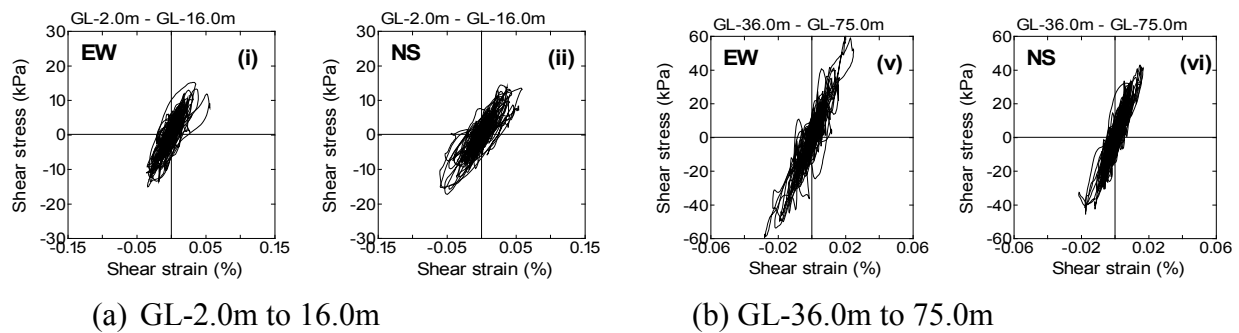 GL-2.0m - GL-16.0m
30
20
10
0
-10
-20
-30
-0.15
-0.05
0.05
0.15
Shear stress (kPa)
Shear strain (%)
EW
(i)
GL-2.0m - GL-16.0m
30
20
10
0
-10
-20
-30
-0.15
-0.05
0.05
0.15
Shear stress (kPa)
Shear strain (%)
NS
(ii)
GL-36.0m - GL-75.0m
60
40
20
0
-20
-40
-60
-0.06
-0.02
0.02
0.06
Shear stress (kPa)
Shear strain (%)
EW
(v)
GL-36.0m - GL-75.0m
60
40
20
0
-20
-40
-60
-0.06
-0.02
0.02
0.06
Shear stress (kPa)
Shear strain (%)
NS
(vi)
(a) GL-2.0m to 16.0m
(b) GL-36.0m to 75.0m